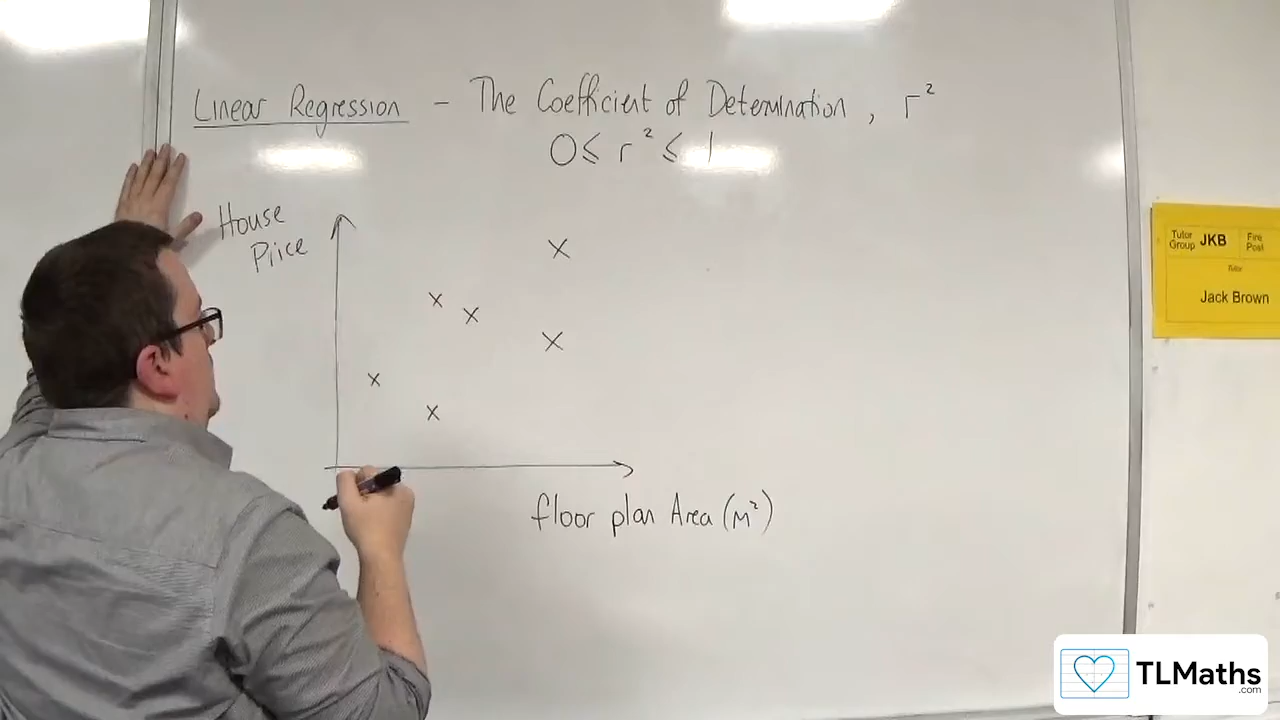 Linear Regression - The Coefficient of Determination, r²
0 ≤ r² ≤ 1
House
Price
floor plan Area (m²)
Tutor
Group JKB
Fire
Post
Tutor
Jack Brown
TLMaths
.com